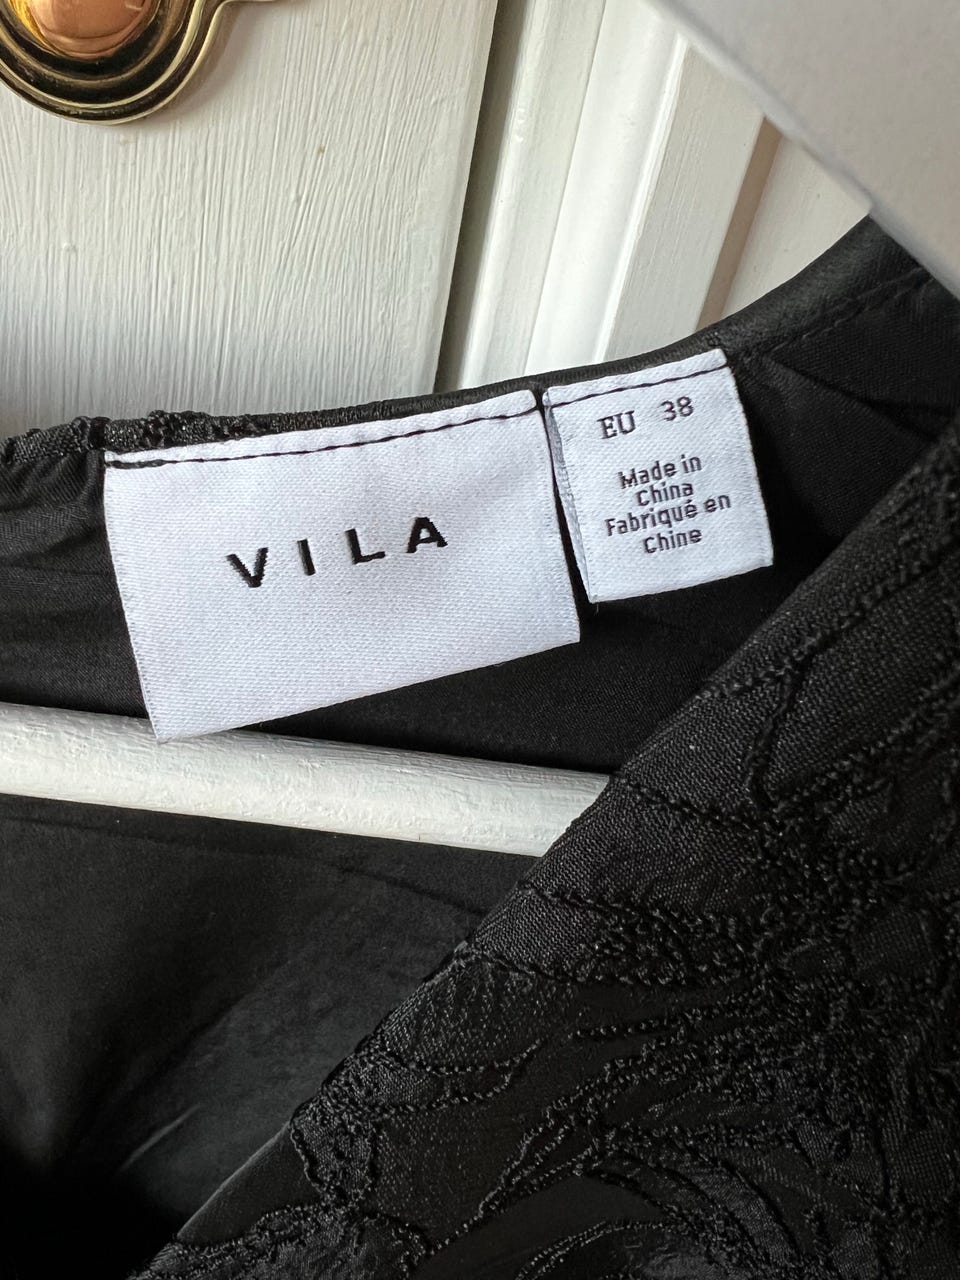 VILA
EU 38
Made in
China
Fabriqué en
Chine